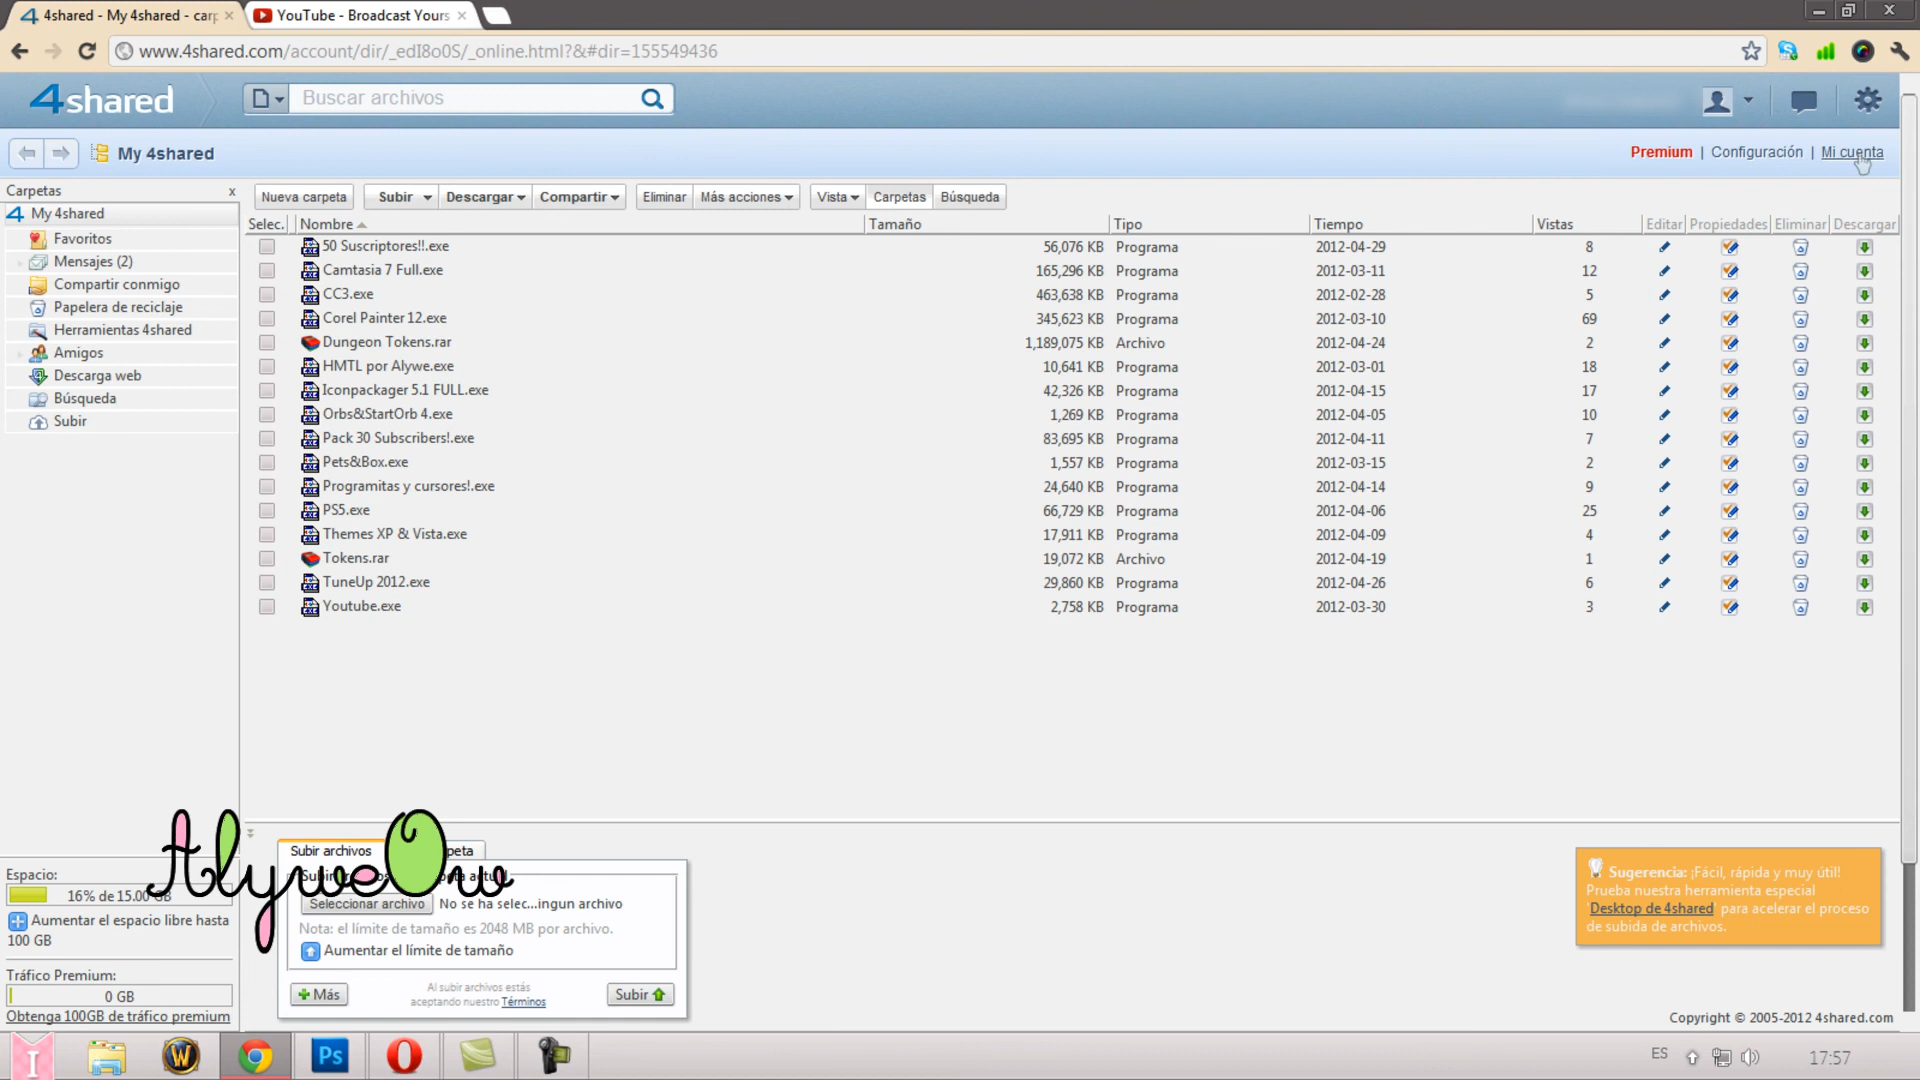 4shared - My 4shared - carp
YouTube - Broadcast Yours
www.4shared.com/account/dir/_edI8o0S/_online.html?&#dir=155549436
4shared
Buscar archivos
My 4shared
Premium | Configuración | Mi cuenta
Carpetas x
Nueva carpeta Subir Descargar Compartir Eliminar Más acciones Vista Carpetas Búsqueda
My 4shared
Favoritos
Mensajes (2)
Compartir conmigo
Papelera de reciclaje
Herramientas 4shared
Amigos
Descarga web
Búsqueda
Subir
Selec. Nombre Tamaño Tipo Tiempo Vistas Editar Propiedades Eliminar Descargar
50 Suscriptores!!.exe 56,076 KB Programa 2012-04-29 8
Camtasia 7 Full.exe 165,296 KB Programa 2012-03-11 12
CC3.exe 463,638 KB Programa 2012-02-28 5
Corel Painter 12.exe 345,623 KB Programa 2012-03-10 69
Dungeon Tokens.rar 1,189,075 KB Archivo 2012-04-24 2
HMTL por Alywe.exe 10,641 KB Programa 2012-03-01 18
Iconpackager 5.1 FULL.exe 42,326 KB Programa 2012-04-15 17
Orbs&StartOrb 4.exe 1,269 KB Programa 2012-04-05 10
Pack 30 Subscribers!.exe 83,695 KB Programa 2012-04-11 7
Pets&Box.exe 1,557 KB Programa 2012-03-15 2
Programitas y cursores!.exe 24,640 KB Programa 2012-04-14 9
PS5.exe 66,729 KB Programa 2012-04-06 25
Themes XP & Vista.exe 17,911 KB Programa 2012-04-09 4
Tokens.rar 19,072 KB Archivo 2012-04-19 1
TuneUp 2012.exe 29,860 KB Programa 2012-04-26 6
Youtube.exe 2,758 KB Programa 2012-03-30 3
Espacio:
16% de 15.00 GB
Aumentar el espacio libre hasta
100 GB
Tráfico Premium:
0 GB
Obtenga 100GB de tráfico premium
AlyweOw
Subir archivos
Seleccionar archivo No se ha selec...ingun archivo
Nota: el límite de tamaño es 2048 MB por archivo.
Aumentar el límite de tamaño
Más
Al subir archivos estás
aceptando nuestro Términos
Subir
Sugerencia: ¡Fácil, rápida y muy útil!
Prueba nuestra herramienta especial
'Desktop de 4shared' para acelerar el proceso
de subida de archivos.
Copyright © 2005-2012 4shared.com
I
W
Ps
ES
17:57